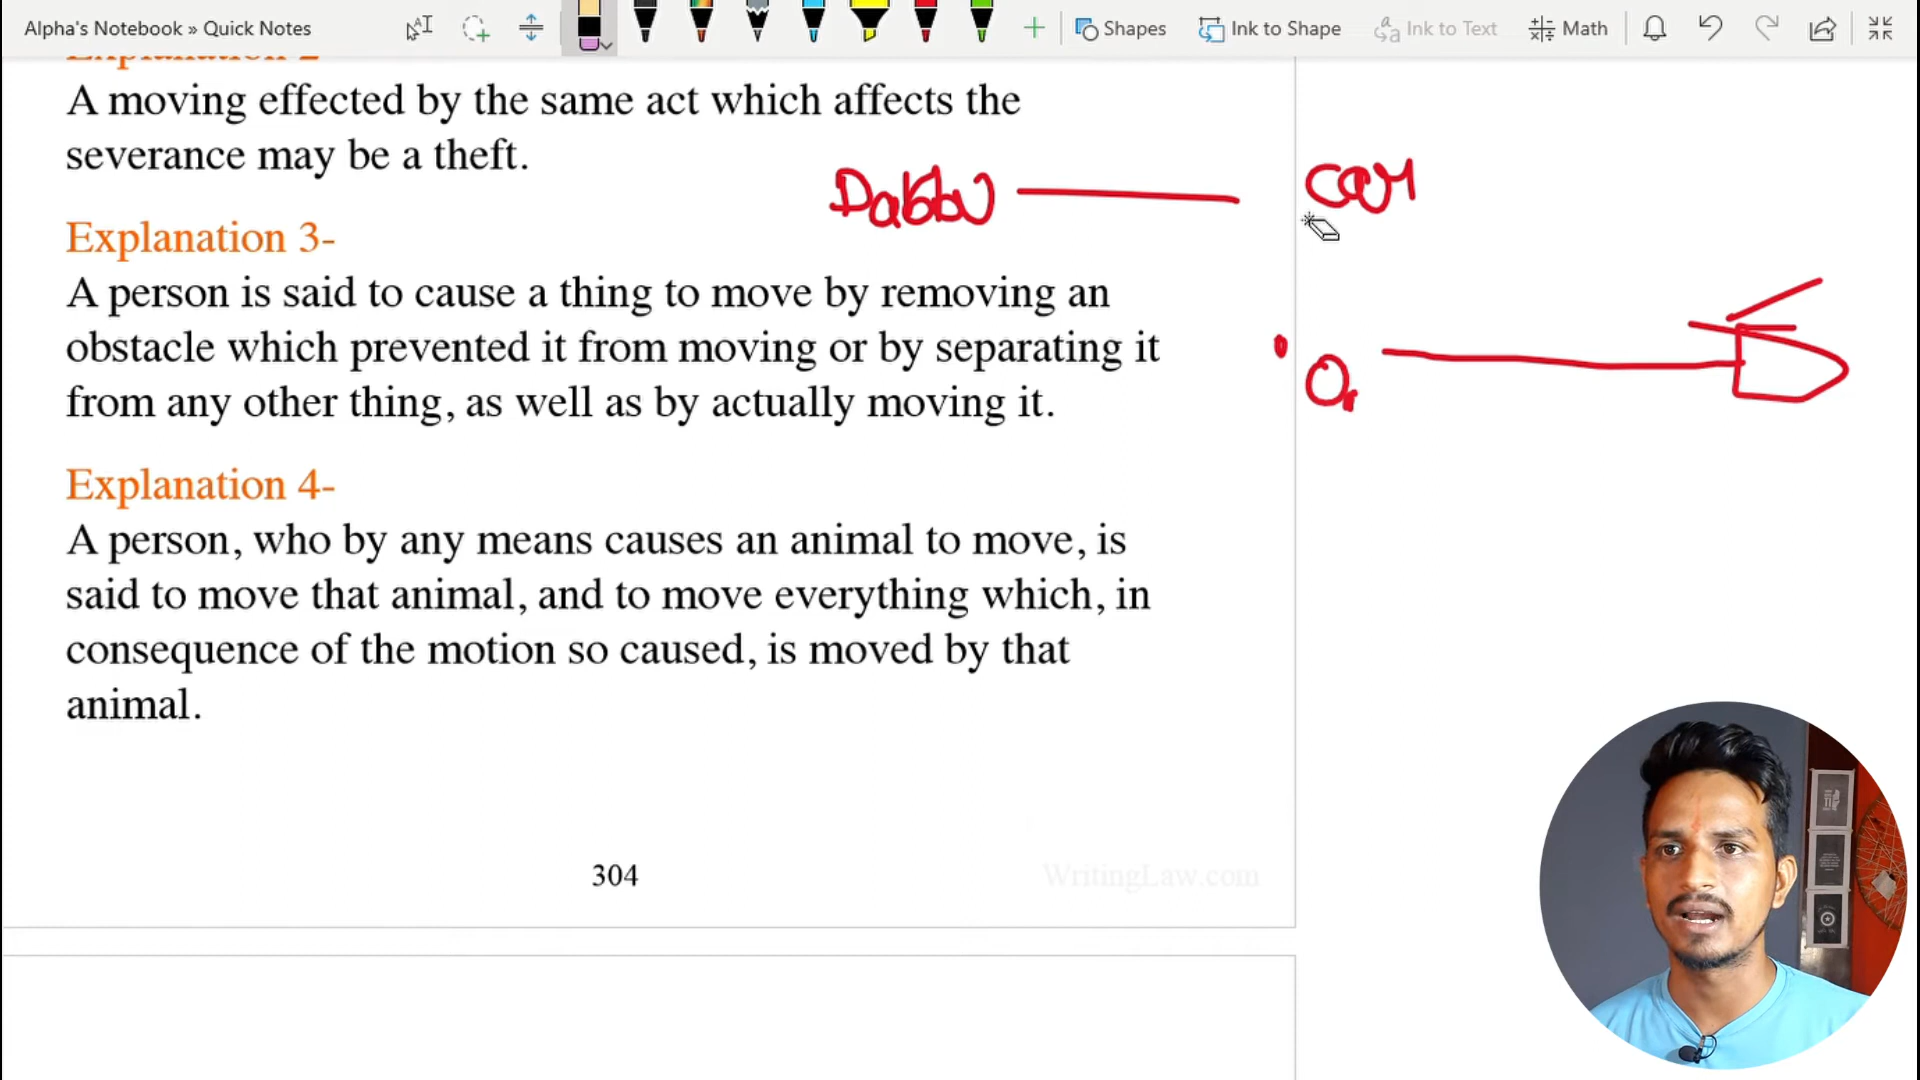 Alpha's Notebook » Quick Notes
Shapes
Ink to Shape
Ink to Text
Math
Explanation 2
A moving effected by the same act which affects the
severance may be a theft.
Dabbu
Car
Explanation 3-
A person is said to cause a thing to move by removing an
obstacle which prevented it from moving or by separating it
from any other thing, as well as by actually moving it.
Explanation 4-
A person, who by any means causes an animal to move, is
said to move that animal, and to move everything which, in
consequence of the motion so caused, is moved by that
animal.
304
WritingLaw.com